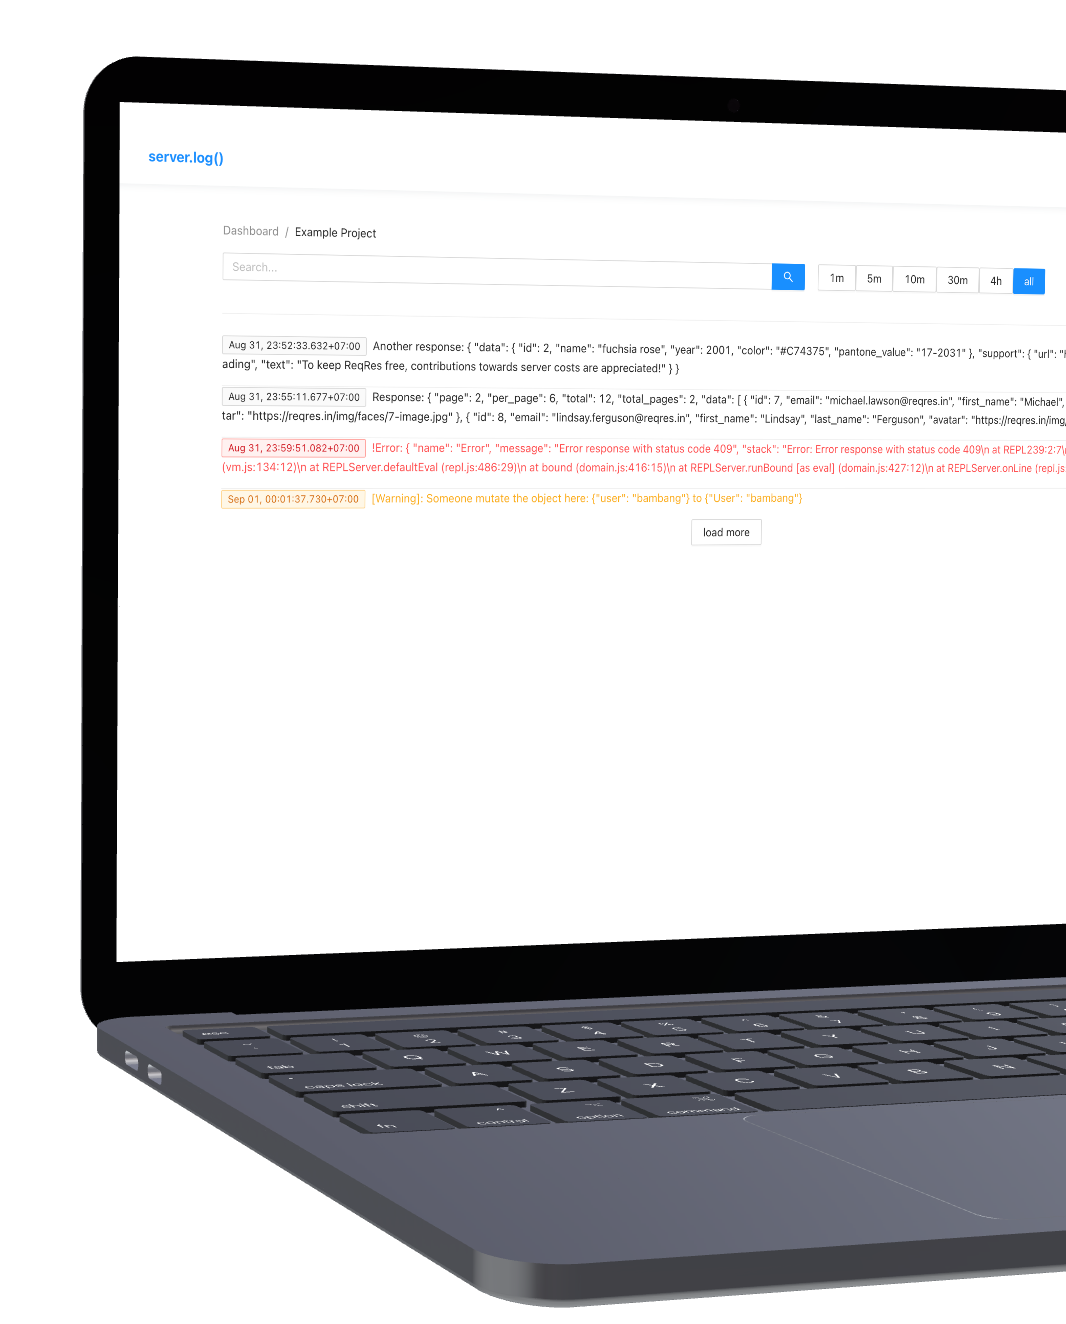 server.log()
Dashboard / Example Project
Search...
1m 5m 10m 30m 4h all
Aug 31, 23:52:33.632+07:00 Another response: { "data": { "id": 2, "name": "fuchsia rose", "year": 2001, "color": "#C74375", "pantone_value": "17-2031" }, "support": { "url":
ading", "text": "To keep ReqRes free, contributions towards server costs are appreciated!" } }
Aug 31, 23:55:11.677+07:00 Response: { "page": 2, "per_page": 6, "total": 12, "total_pages": 2, "data": [ { "id": 7, "email": "michael.lawson@reqres.in", "first_name": "Michael",
tar": "https://reqres.in/img/faces/7-image.jpg" }, { "id": 8, "email": "lindsay.ferguson@reqres.in", "first_name": "Lindsay", "last_name": "Ferguson", "avatar": "https://reqres.in/img
Aug 31, 23:59:51.082+07:00 !Error: { "name": "Error", "message": "Error response with status code 409", "stack": "Error: Error response with status code 409\n at REPL239:2:7\
(vm.js:134:12)\n at REPLServer.defaultEval (repl.js:486:29)\n at bound (domain.js:416:15)\n at REPLServer.runBound [as eval] (domain.js:427:12)\n at REPLServer.onLine (repl.js
Sep 01, 00:01:37.730+07:00 [Warning]: Someone mutate the object here: {"user": "bambang"} to {"User": "bambang"}
load more
Q W E R T Y U I
caps lock A S D F G H J
shift Z X C V B N
fn control option command